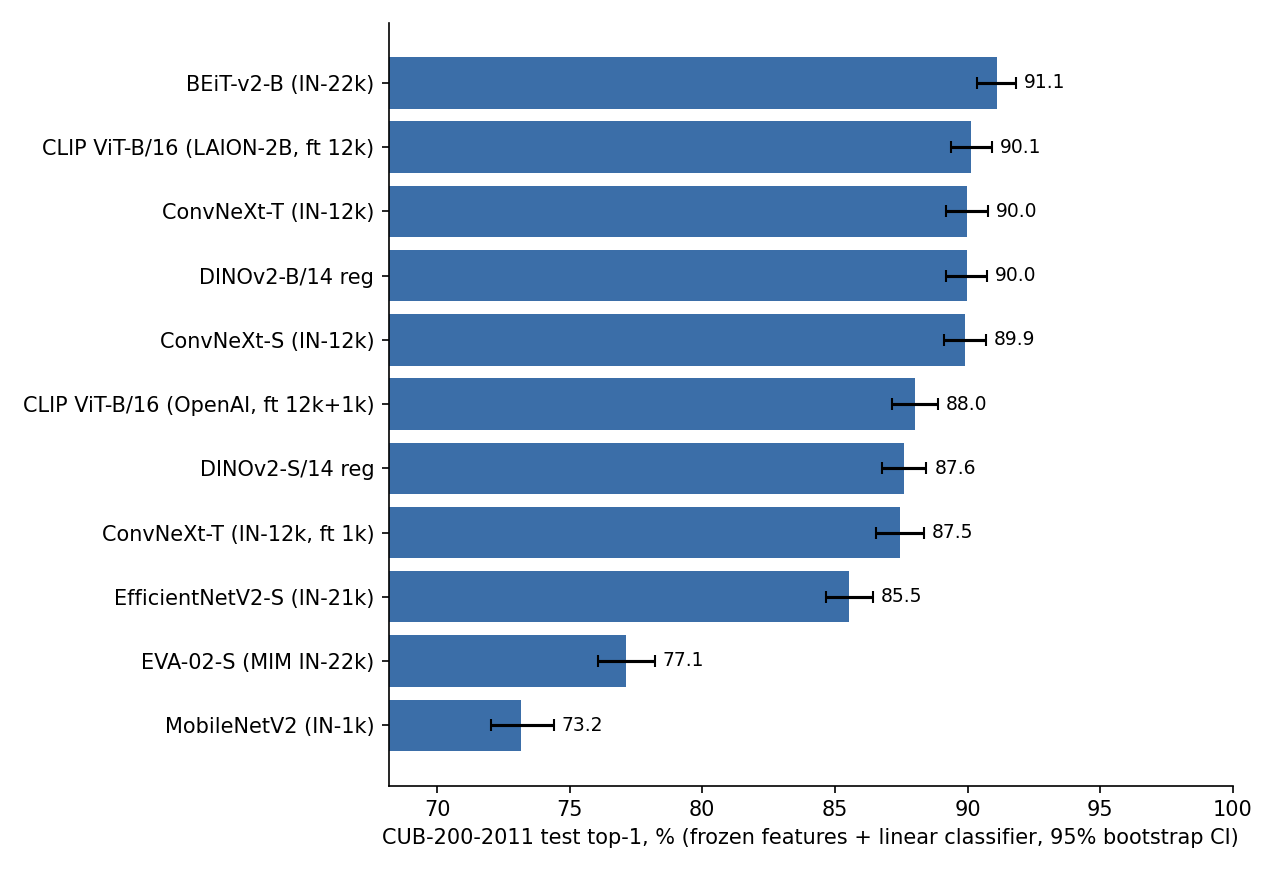 BEiT-v2-B (IN-22k) 91.1
CLIP ViT-B/16 (LAION-2B, ft 12k) 90.1
ConvNeXt-T (IN-12k) 90.0
DINOv2-B/14 reg 90.0
ConvNeXt-S (IN-12k) 89.9
CLIP ViT-B/16 (OpenAI, ft 12k+1k) 88.0
DINOv2-S/14 reg 87.6
ConvNeXt-T (IN-12k, ft 1k) 87.5
EfficientNetV2-S (IN-21k) 85.5
EVA-02-S (MIM IN-22k) 77.1
MobileNetV2 (IN-1k) 73.2
70 75 80 85 90 95 100
CUB-200-2011 test top-1, % (frozen features + linear classifier, 95% bootstrap CI)